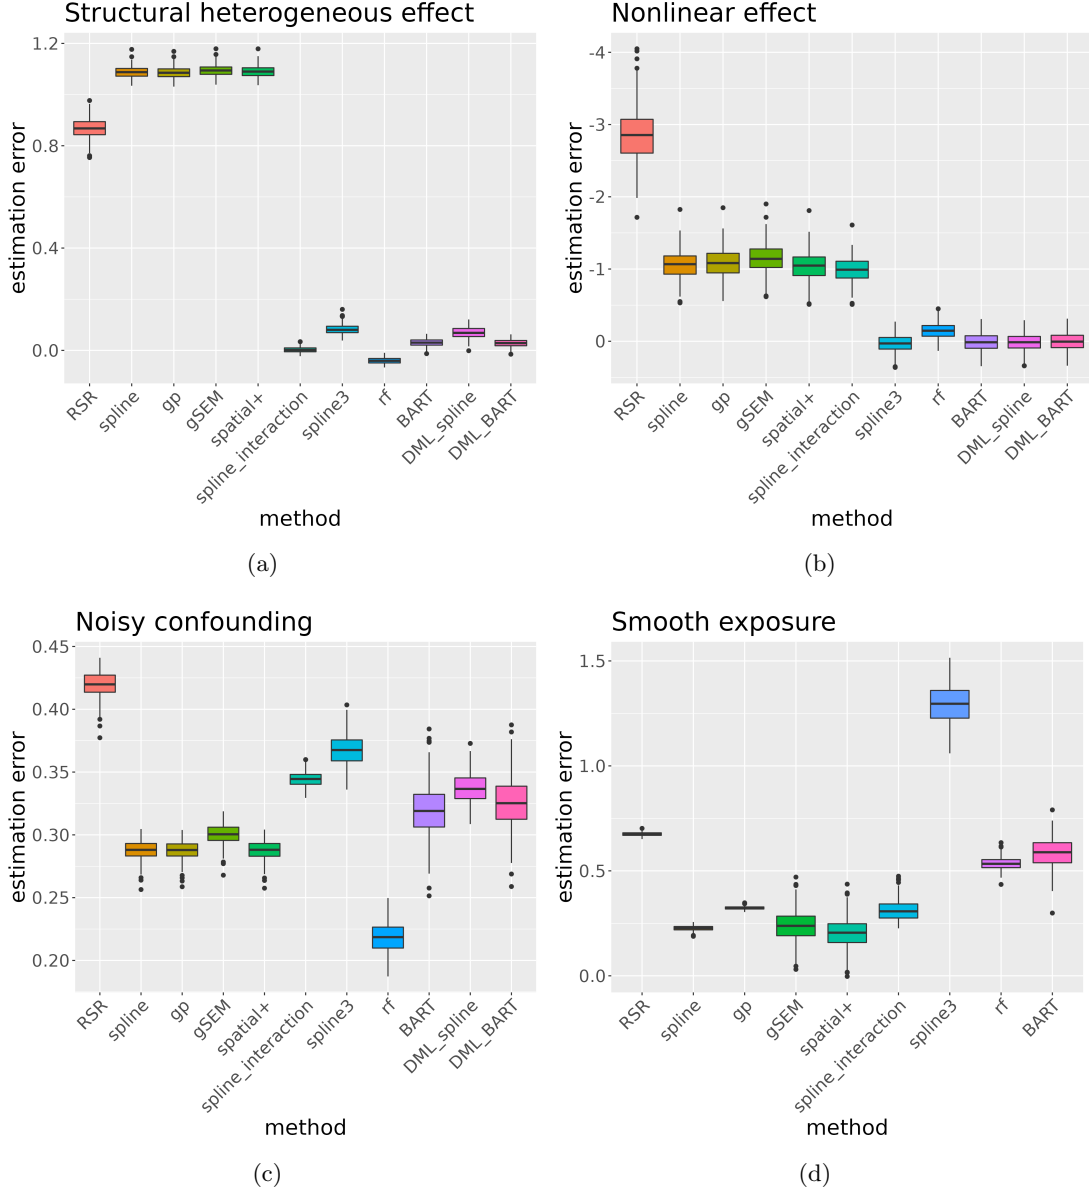 Structural heterogeneous effect
estimation error
1.2
0.8
0.4
0.0
RSR
spline
gp
gSEM
spatial+
spline_interaction
spline3
rf
BART
DML_spline
DML_BART
method
(a)
Nonlinear effect
estimation error
-4
-3
-2
-1
0
RSR
spline
gp
gSEM
spatial+
spline_interaction
spline3
rf
BART
DML_spline
DML_BART
method
(b)
Noisy confounding
estimation error
0.45
0.40
0.35
0.30
0.25
0.20
RSR
spline
gp
gSEM
spatial+
spline_interaction
spline3
rf
BART
DML_spline
DML_BART
method
(c)
Smooth exposure
estimation error
1.5
1.0
0.5
0.0
RSR
spline
gp
gSEM
spatial+
spline_interaction
spline3
rf
BART
method
(d)